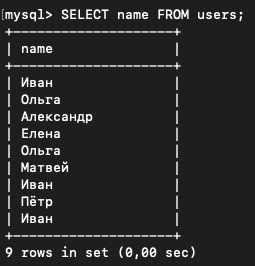 [mysql> SELECT name FROM users;
+--------------------+
| name               |
+--------------------+
| Иван               |
| Ольга              |
| Александр          |
| Елена              |
| Ольга              |
| Матвей             |
| Иван               |
| Пётр               |
| Иван               |
+--------------------+
9 rows in set (0,00 sec)